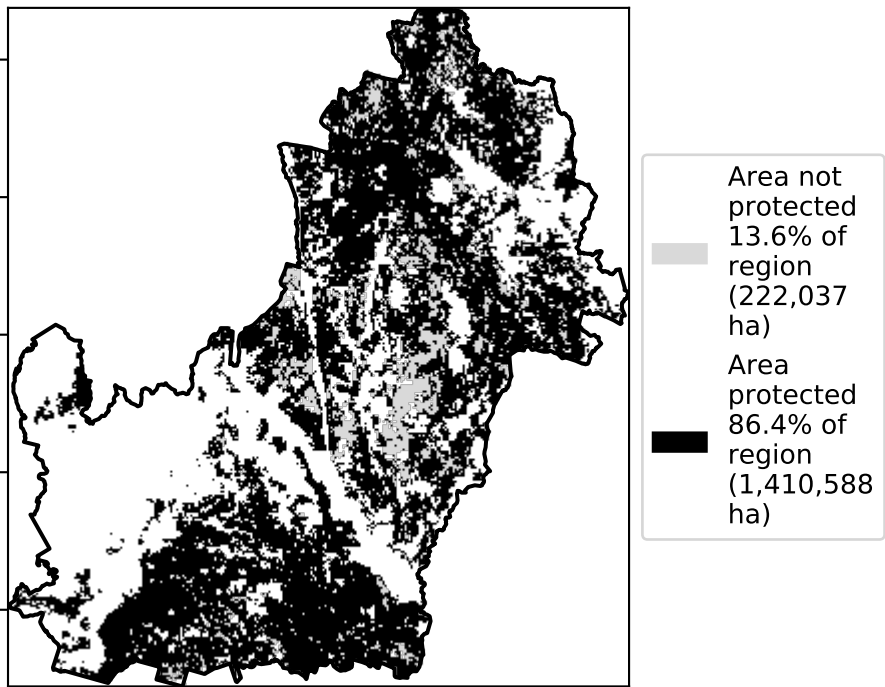 Area not
protected
13.6% of
region
(222,037
ha)
Area
protected
86.4% of
region
(1,410,588
ha)